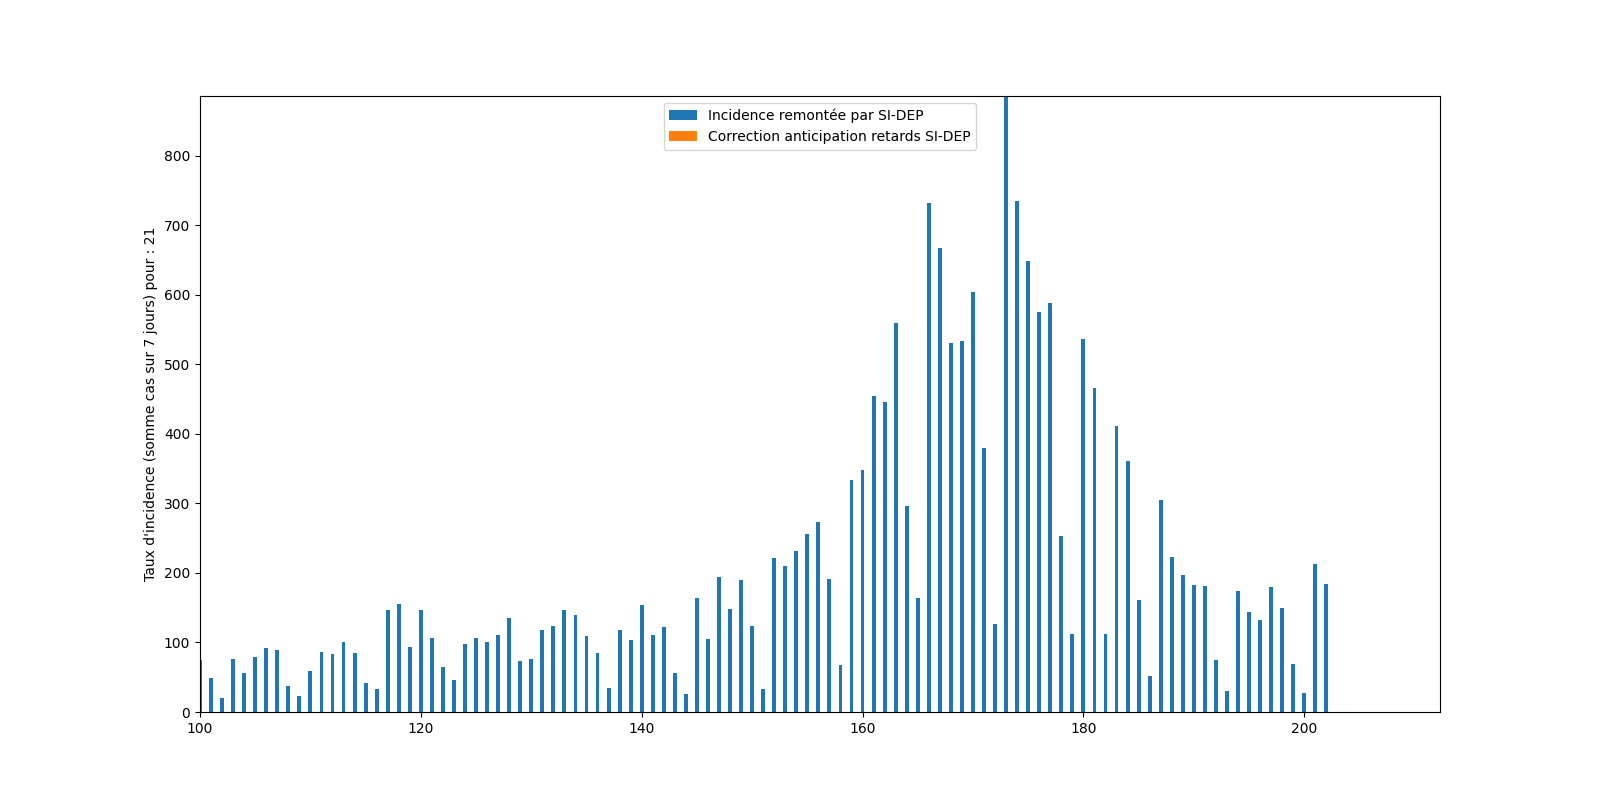 Incidence remontée par SI-DEP
Correction anticipation retards SI-DEP
Taux d'incidence (somme cas sur 7 jours) pour : 21
800
700
600
500
400
300
200
100
0
100 120 140 160 180 200